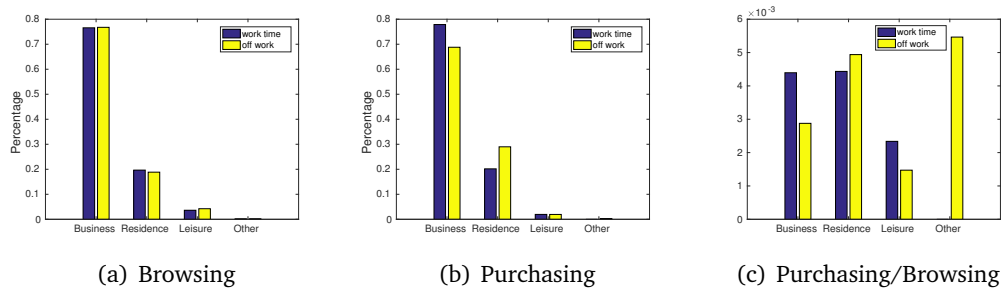 Percentage
0.8
0.7
0.6
0.5
0.4
0.3
0.2
0.1
0
work time
off work
Business Residence Leisure Other
(a) Browsing
Percentage
0.8
0.7
0.6
0.5
0.4
0.3
0.2
0.1
0
work time
off work
Business Residence Leisure Other
(b) Purchasing
×10⁻³
6
5
4
3
2
1
0
work time
off work
Business Residence Leisure Other
(c) Purchasing/Browsing